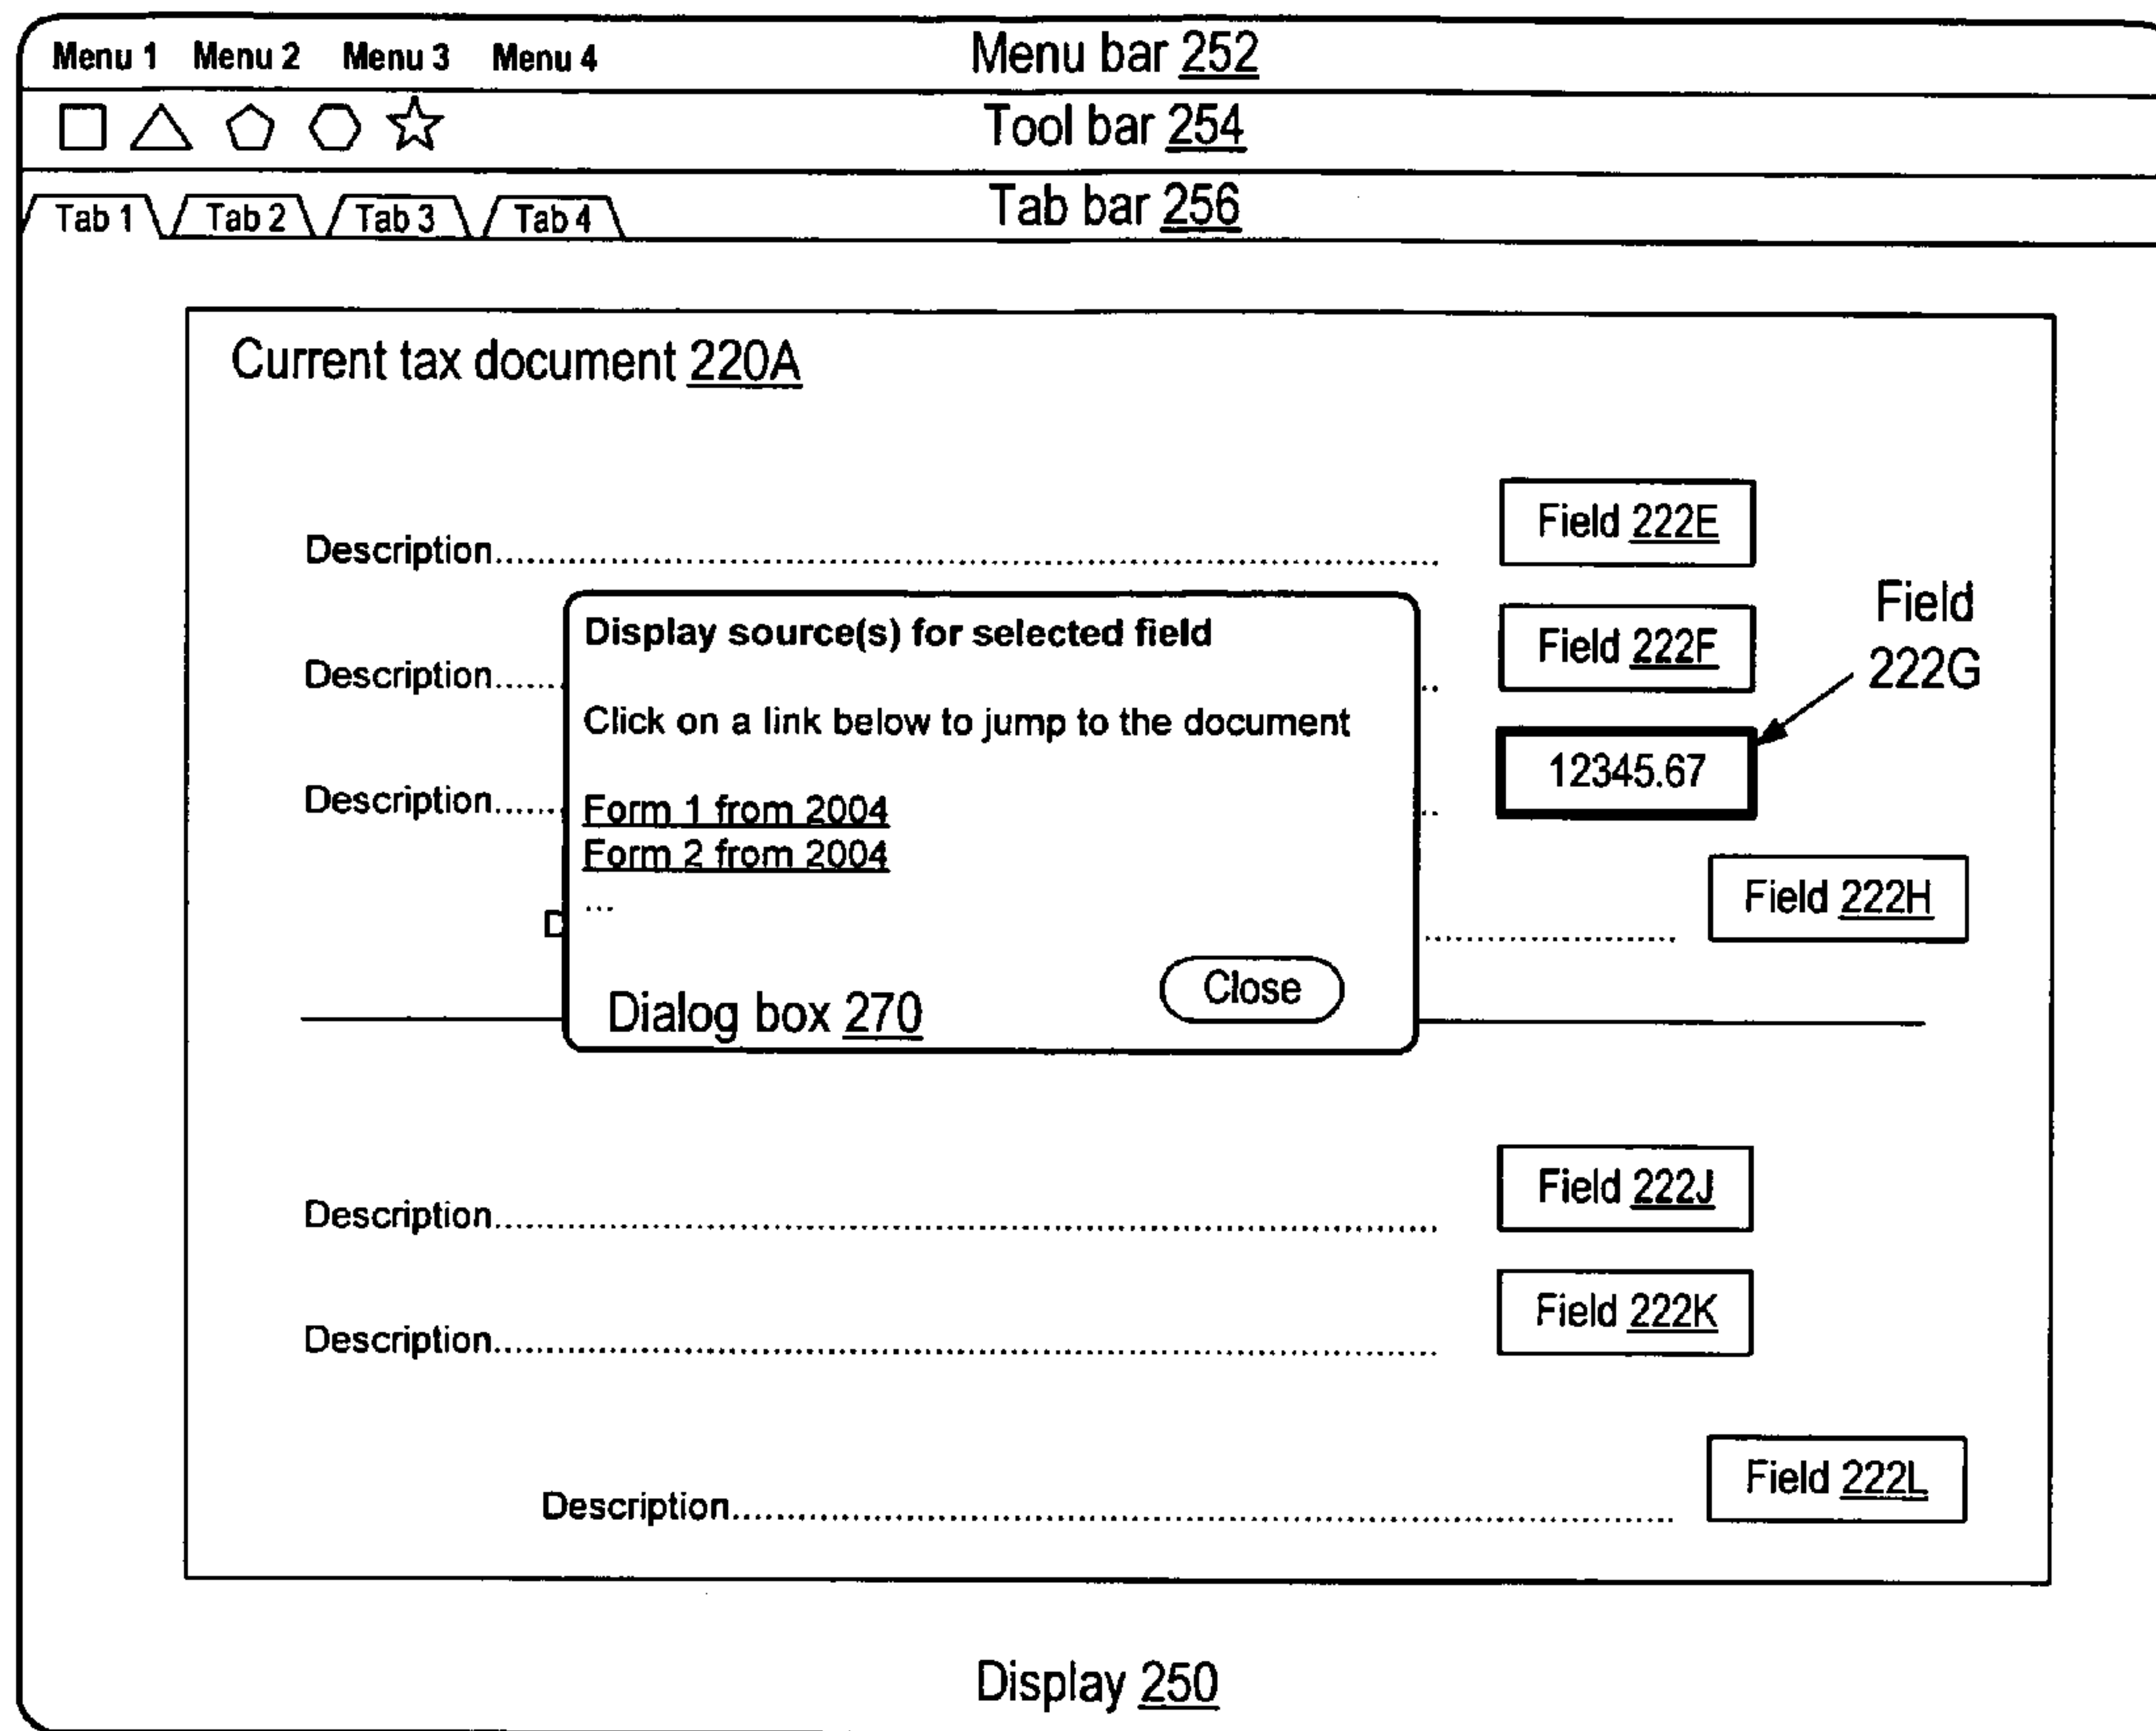 Menu 1 Menu 2 Menu 3 Menu 4 Menu bar 252
Tool bar 254
Tab 1 Tab 2 Tab 3 Tab 4 Tab bar 256
Current tax document 220A
Field 222E
Description..........
Display source(s) for selected field
Field 222F
Field
222G
Description......
Click on a link below to jump to the document
12345.67
Description......
Form 1 from 2004
Form 2 from 2004
...
Field 222H
D
Close
Dialog box 270
Field 222J
Description..........
Field 222K
Description..........
Field 222L
Description..........
Display 250